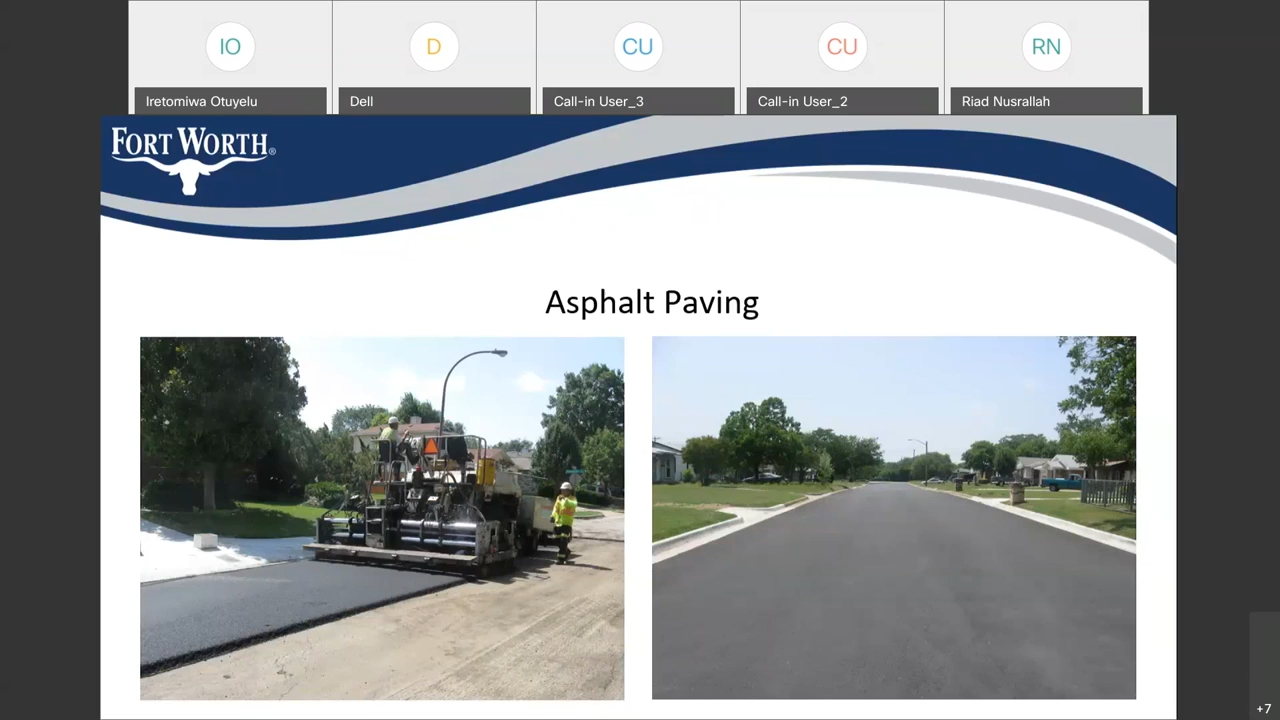 IO
D
CU
CU
RN
Iretomiwa Otuyelu
Dell
Call-in User_3
Call-in User_2
Riad Nusrallah
FORT WORTH®
Asphalt Paving
+7